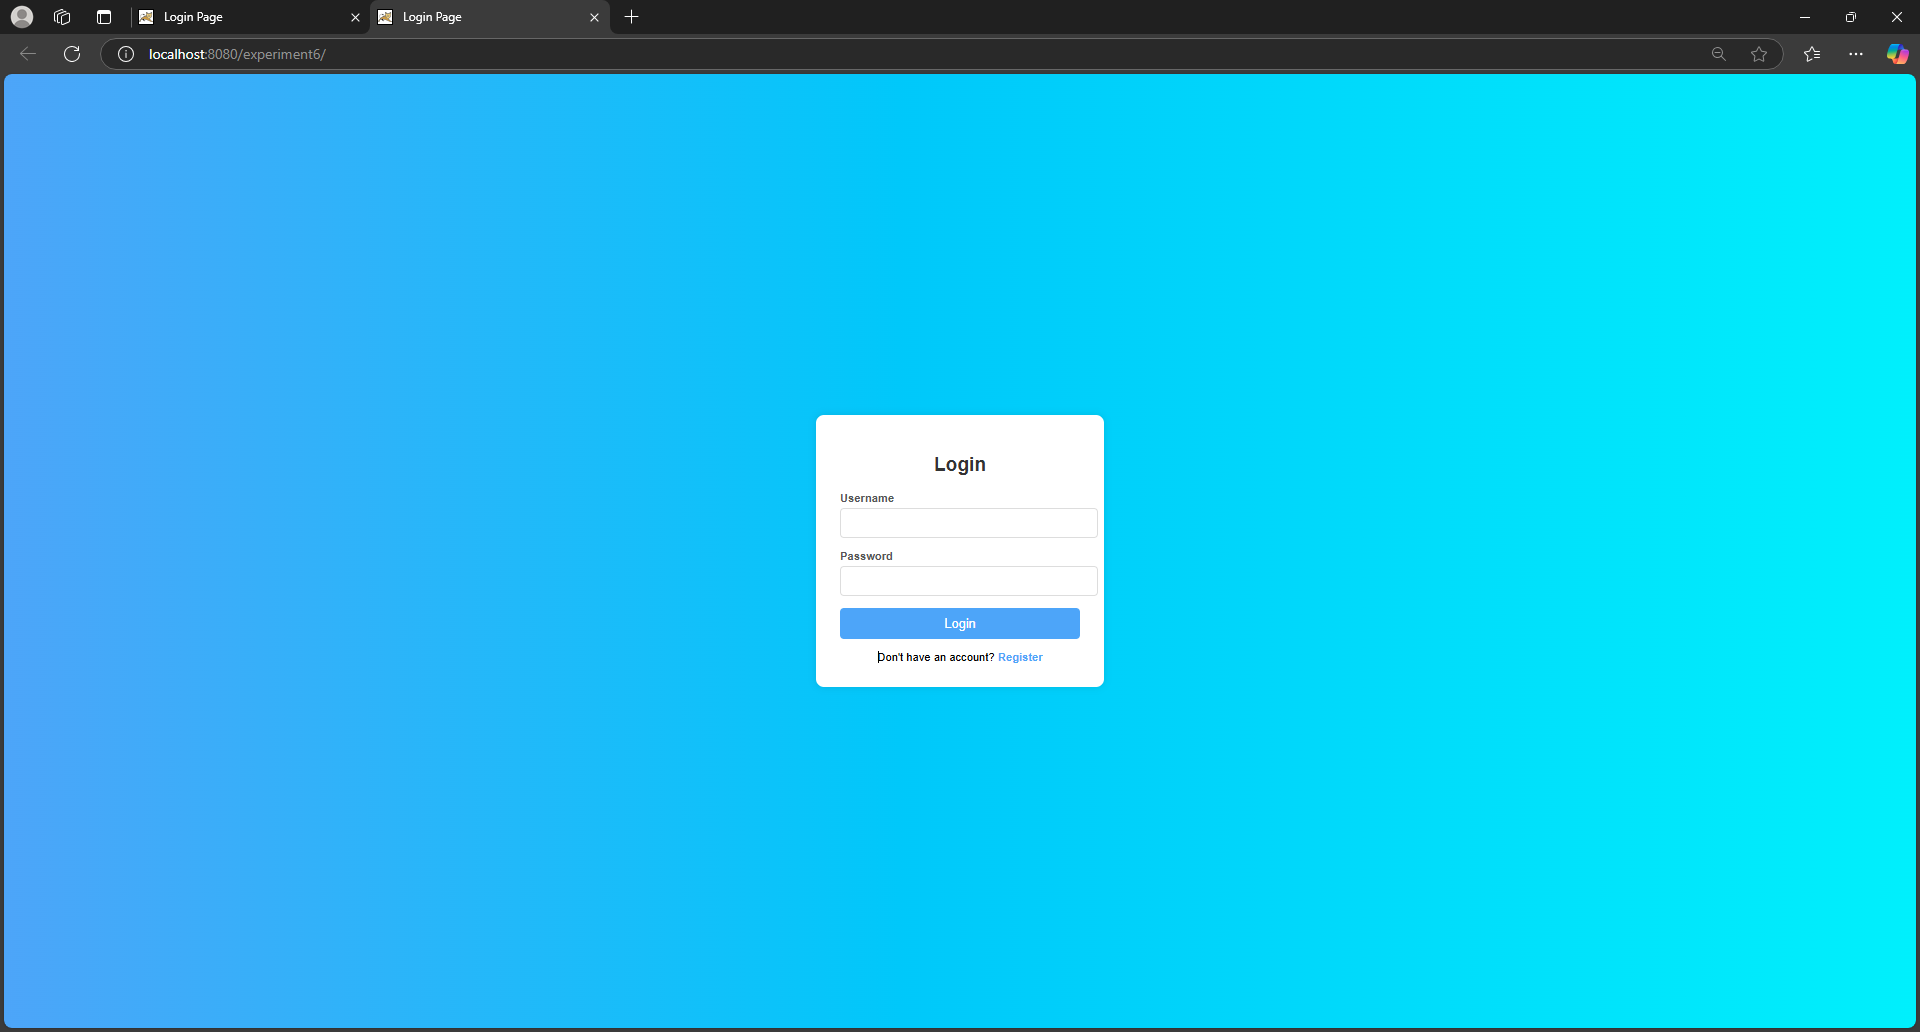 Login Page
Login Page
localhost:8080/experiment6/
Login
Username
Password
Login
Don't have an account? Register